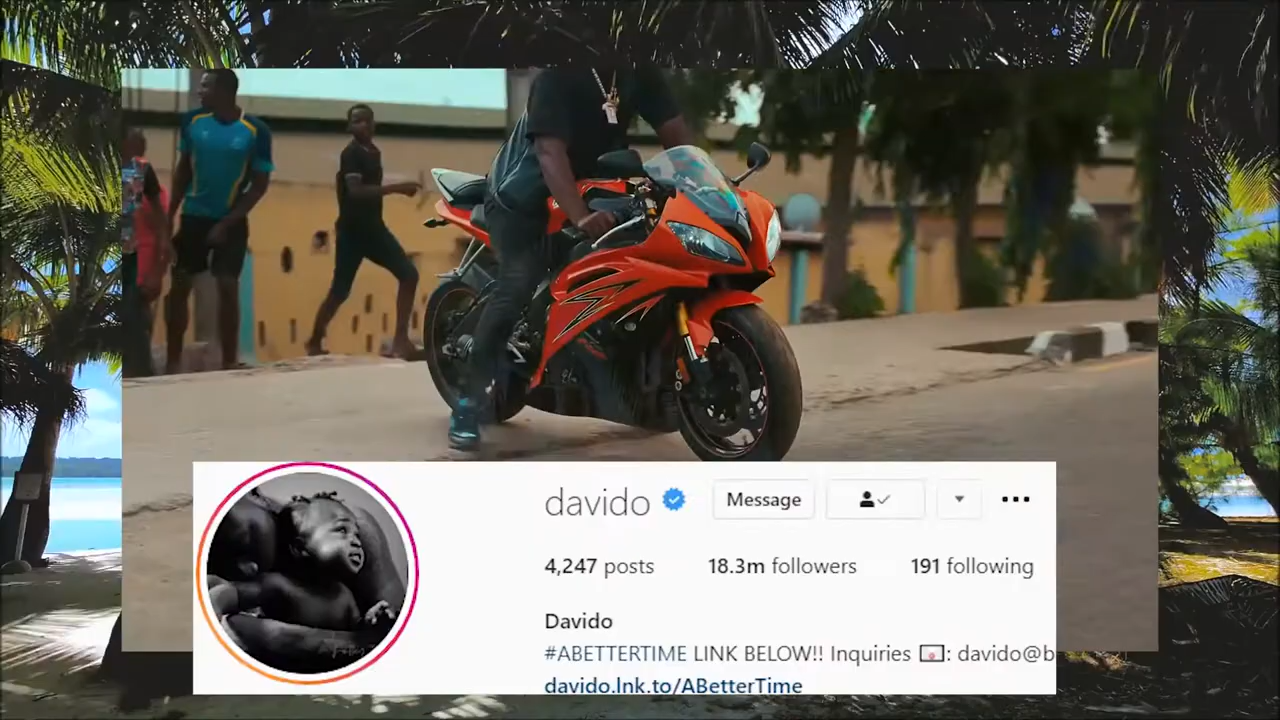 davido
Message
4,247 posts 18.3m followers 191 following
Davido
#ABETTERTIME LINK BELOW!! Inquiries 💌: davido@b
davido.lnk.to/ABetterTime